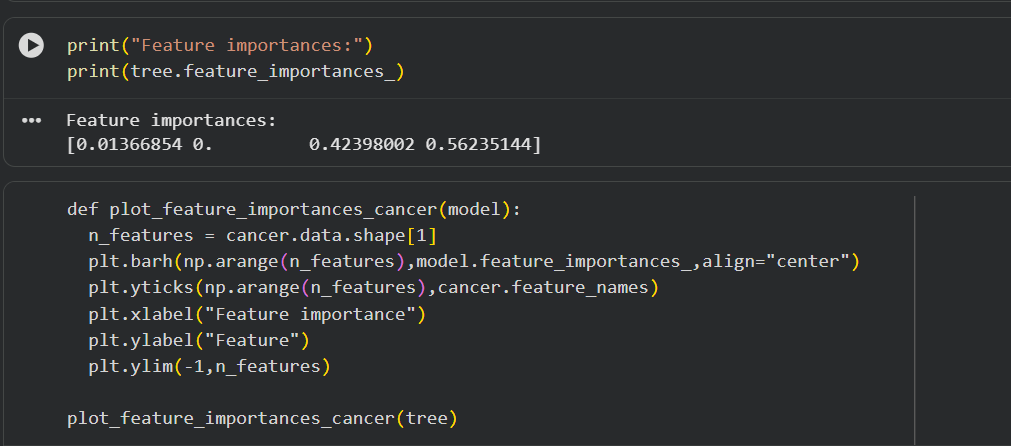 print("Feature importances:")
print(tree.feature_importances_)
Feature importances:
[0.01366854 0.         0.42398002 0.56235144]
def plot_feature_importances_cancer(model):
  n_features = cancer.data.shape[1]
  plt.barh(np.arange(n_features),model.feature_importances_,align="center")
  plt.yticks(np.arange(n_features),cancer.feature_names)
  plt.xlabel("Feature importance")
  plt.ylabel("Feature")
  plt.ylim(-1,n_features)
plot_feature_importances_cancer(tree)